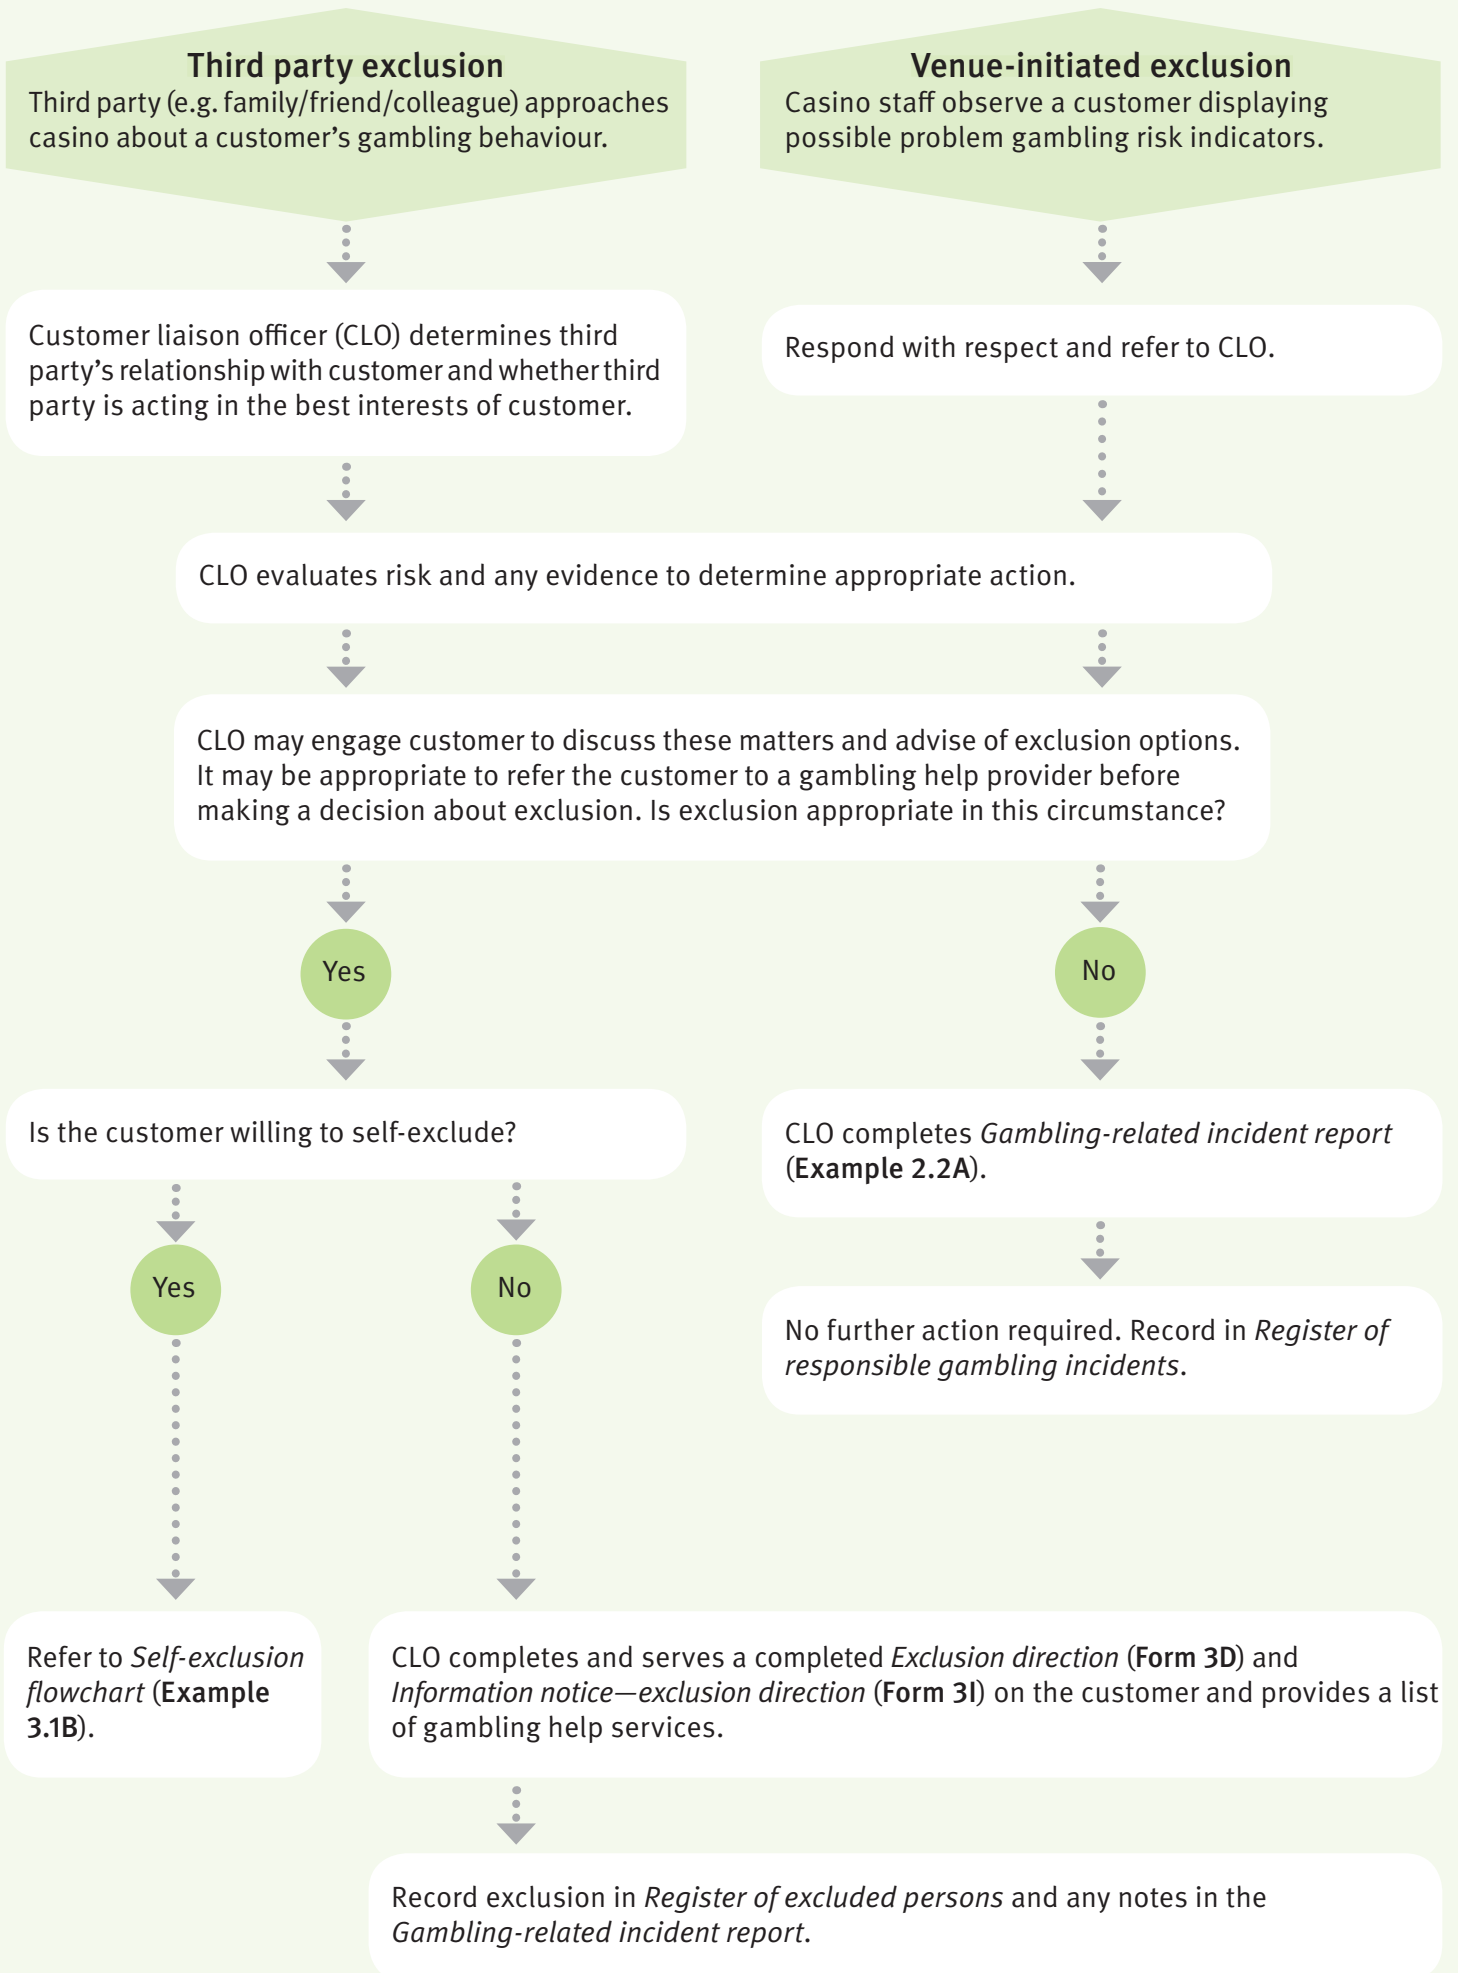 Third party exclusion
Third party (e.g. family/friend/colleague) approaches
casino about a customer's gambling behaviour.
Venue-initiated exclusion
Casino staff observe a customer displaying
possible problem gambling risk indicators.
Customer liaison officer (CLO) determines third
party's relationship with customer and whether third
party is acting in the best interests of customer.
Respond with respect and refer to CLO.
CLO evaluates risk and any evidence to determine appropriate action.
CLO may engage customer to discuss these matters and advise of exclusion options.
It may be appropriate to refer the customer to a gambling help provider before
making a decision about exclusion. Is exclusion appropriate in this circumstance?
Yes
No
Is the customer willing to self-exclude?
CLO completes Gambling-related incident report
(Example 2.2A).
Yes
No
No further action required. Record in Register of
responsible gambling incidents.
Refer to Self-exclusion
flowchart (Example
3.1B).
CLO completes and serves a completed Exclusion direction (Form 3D) and
Information notice—exclusion direction (Form 3I) on the customer and provides a list
of gambling help services.
Record exclusion in Register of excluded persons and any notes in the
Gambling-related incident report.